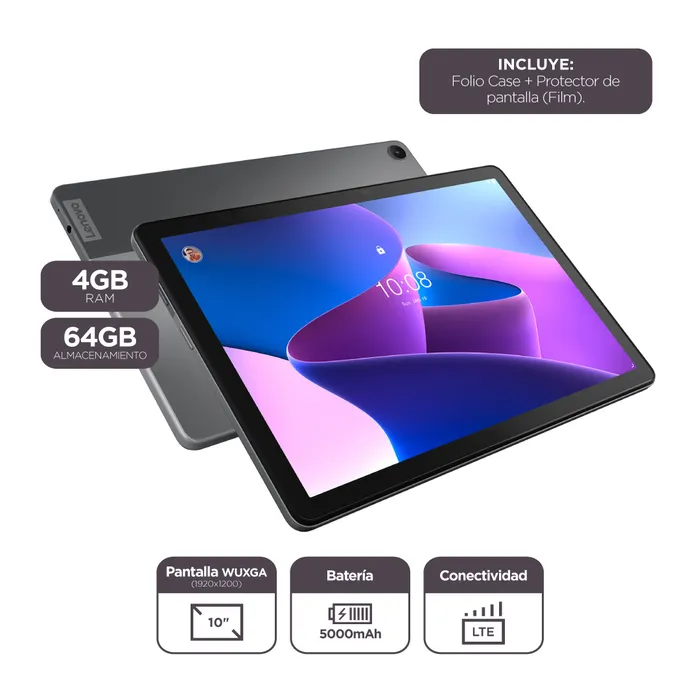 INCLUYE:
Folio Case + Protector de
pantalla (Film).
Lenovo
10:08
4GB
RAM
64GB
ALMACENAMIENTO
Pantalla WUXGA
(1920x1200)
10"
Batería
5000mAh
Conectividad
LTE